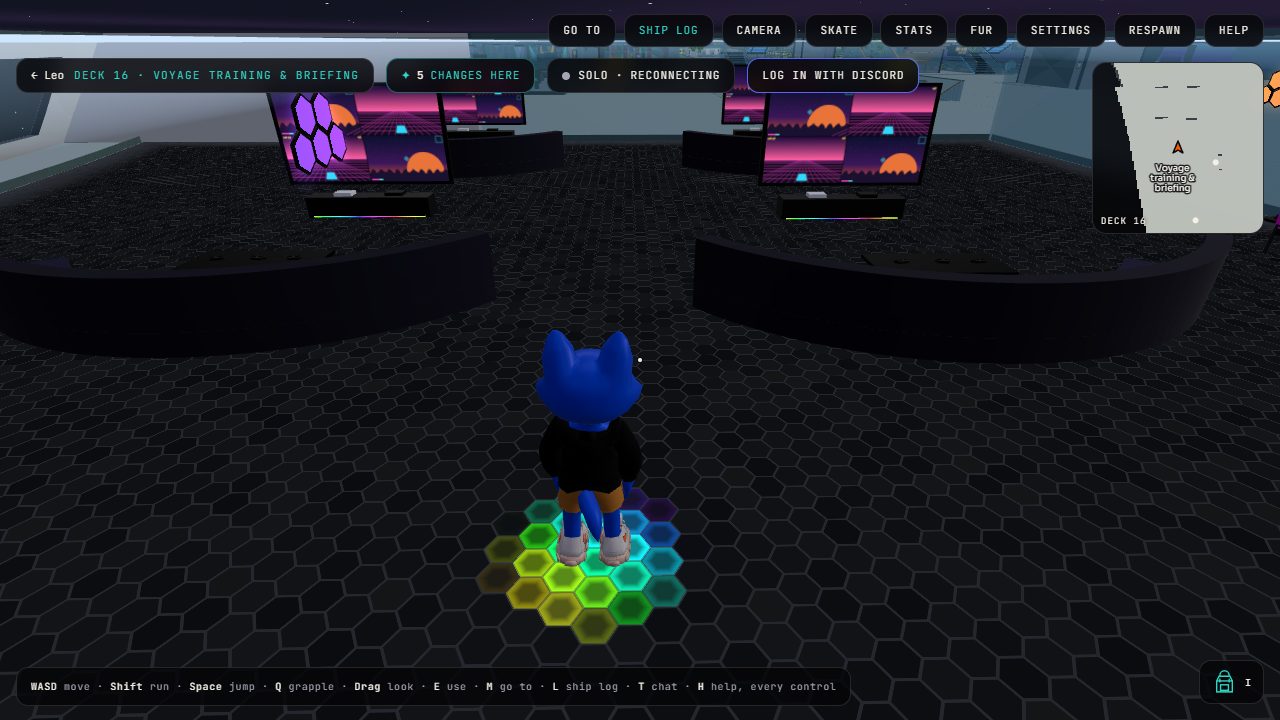 GO TO
SHIP LOG
CAMERA
SKATE
STATS
FUR
SETTINGS
RESPAWN
HELP
← Leo DECK 16 · VOYAGE TRAINING & BRIEFING
✦ 5 CHANGES HERE
SOLO · RECONNECTING
LOG IN WITH DISCORD
Voyage
training &
briefing
DECK 16
WASD move · Shift run · Space jump · Q grapple · Drag look · E use · M go to · L ship log · T chat · H help, every control
I